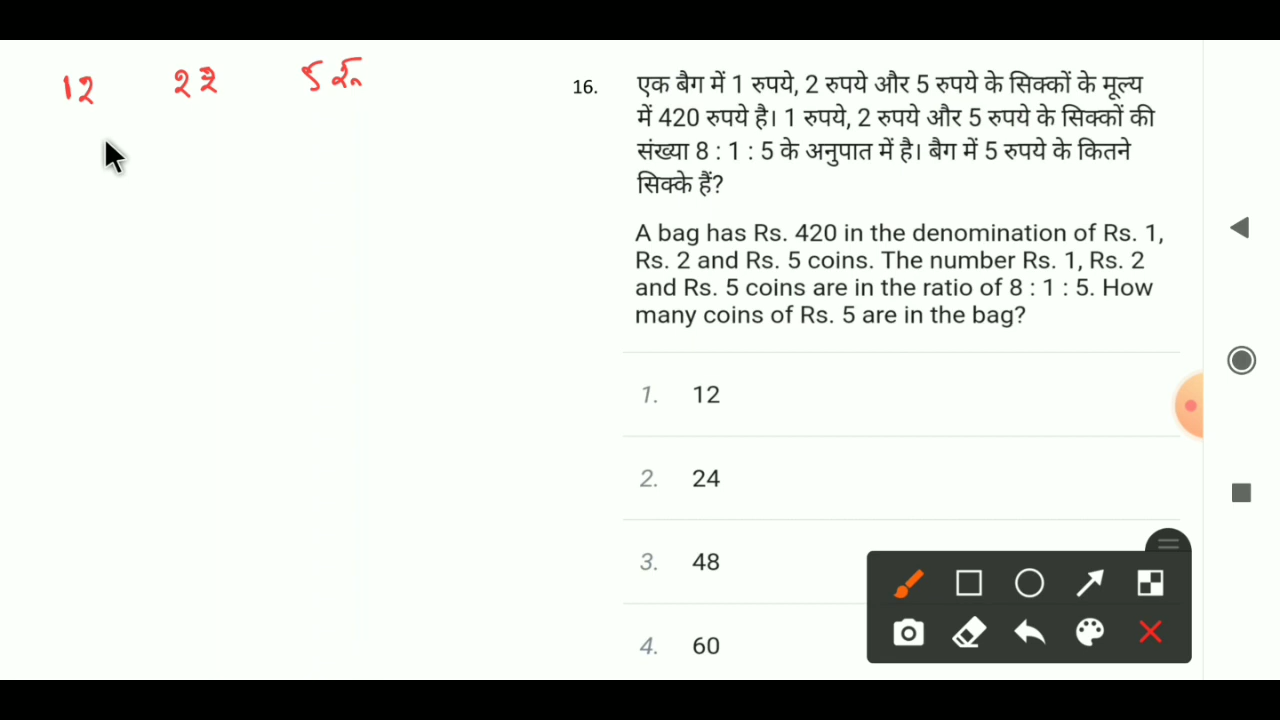 16.
एक बैग में 1 रुपये, 2 रुपये और 5 रुपये के सिक्कों के मूल्य
में 420 रुपये है। 1 रुपये, 2 रुपये और 5 रुपये के सिक्कों की
संख्या 8 : 1 : 5 के अनुपात में है। बैग में 5 रुपये के कितने
सिक्के हैं?
A bag has Rs. 420 in the denomination of Rs. 1,
Rs. 2 and Rs. 5 coins. The number Rs. 1, Rs. 2
and Rs. 5 coins are in the ratio of 8 : 1 : 5. How
many coins of Rs. 5 are in the bag?
1. 12
2. 24
3. 48
4. 60